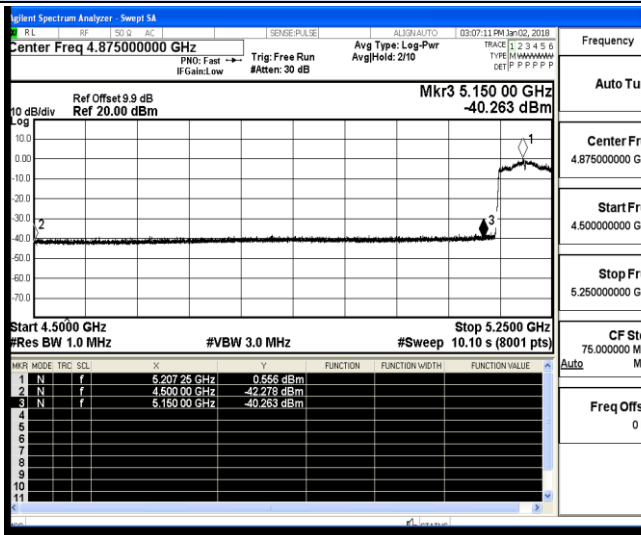 Agilent Spectrum Analyzer - Swept SA
RL RF 50 Ω AC SENSE:PULSE ALIGNAUTO 03:07:11 PM Jan 02, 2018
Center Freq 4.875000000 GHz
PNO: Fast
IFGain:Low
Trig: Free Run
#Atten: 30 dB
Avg Type: Log-Pwr
Avg|Hold: 2/10
TRACE 1 2 3 4 5 6
TYPE MWWWWW
DET P P P P P P
Ref Offset 9.9 dB
10 dB/div Ref 20.00 dBm
Log
Mkr3 5.150 00 GHz
-40.263 dBm
10.0
0.00
-10.0
-20.0
-30.0
-40.0
-50.0
-60.0
-70.0
1
2
3
Start 4.5000 GHz Stop 5.2500 GHz
#Res BW 1.0 MHz #VBW 3.0 MHz #Sweep 10.10 s (8001 pts)
MKR MODE TRC SCL X Y FUNCTION FUNCTION WIDTH FUNCTION VALUE
1 N f 5.207 25 GHz 0.556 dBm
2 N f 4.500 00 GHz -42.278 dBm
3 N f 5.150 00 GHz -40.263 dBm
4
5
6
7
8
9
10
11
MSG STATUS
Frequency
Auto Tu
Center Fr
4.875000000 G
Start Fr
4.500000000 G
Stop Fr
5.250000000 G
CF St
75.000000 M
Auto M
Freq Offs
0